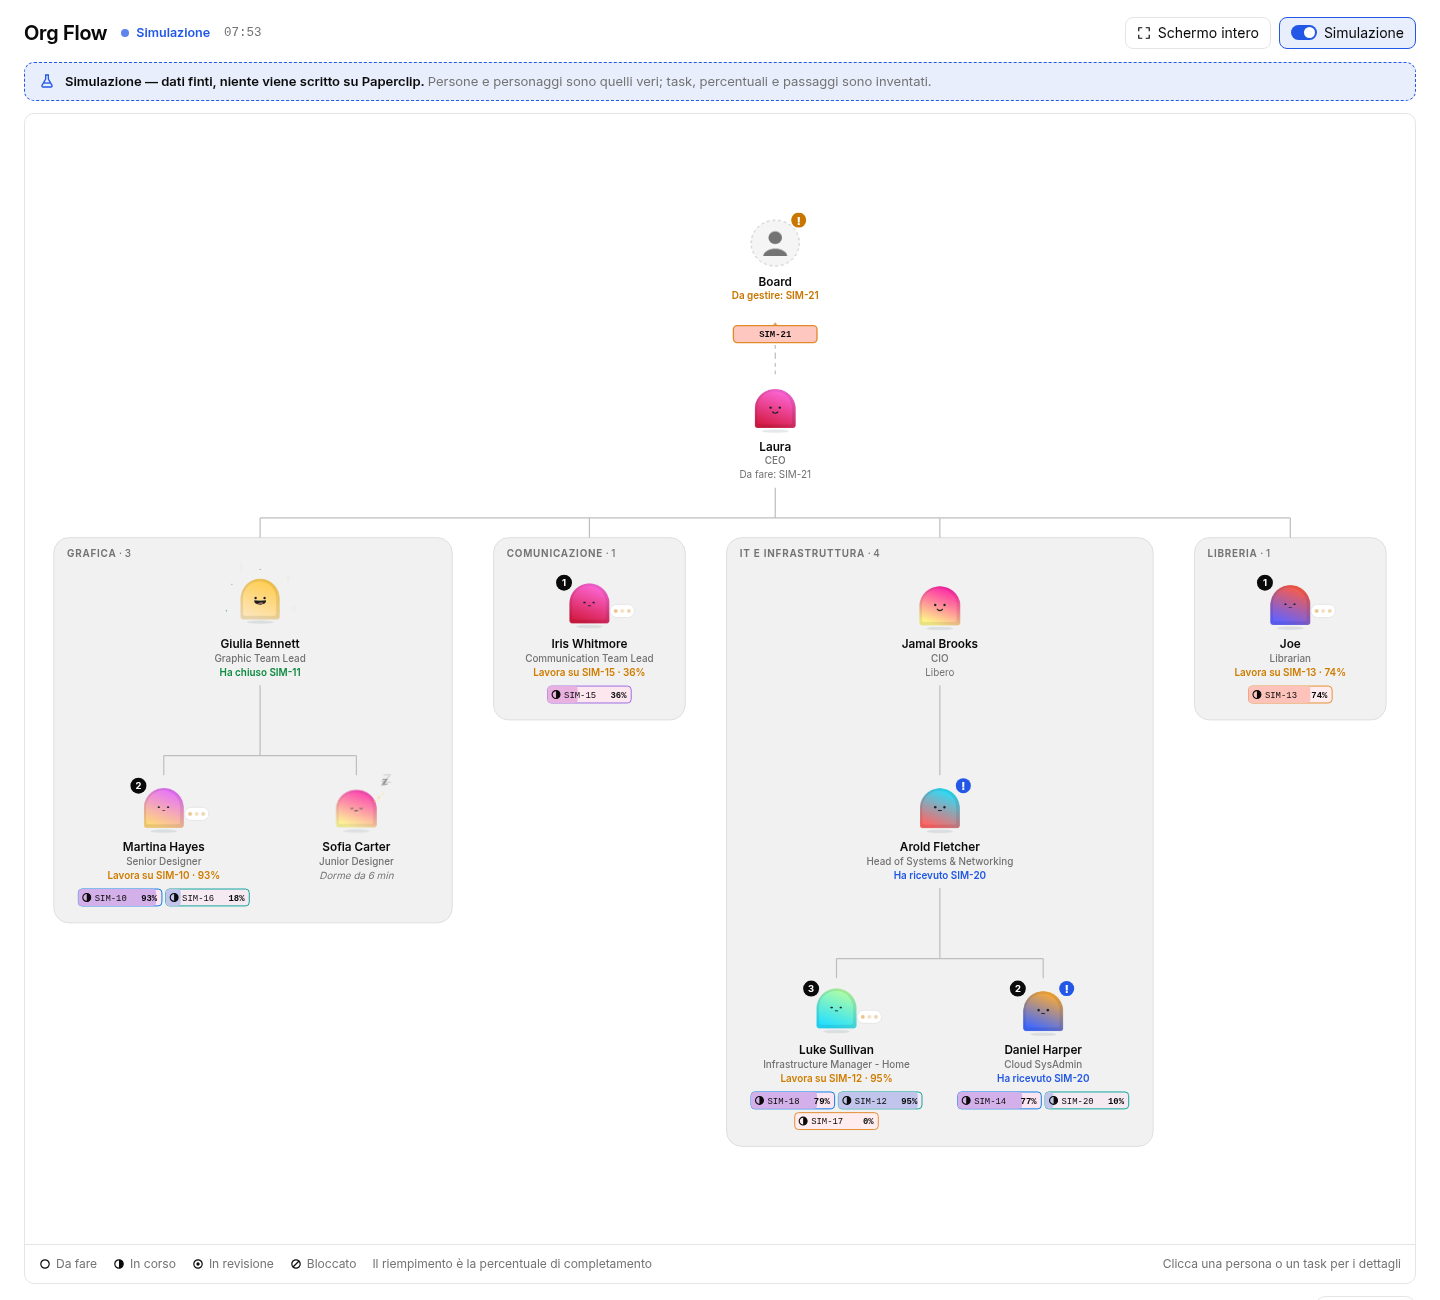 Org Flow
Simulazione
07:53
Schermo intero
Simulazione
Simulazione — dati finti, niente viene scritto su Paperclip. Persone e personaggi sono quelli veri; task, percentuali e passaggi sono inventati.
!
Board
Da gestire: SIM-21
SIM-21
Laura
CEO
Da fare: SIM-21
GRAFICA · 3
Giulia Bennett
Graphic Team Lead
Ha chiuso SIM-11
2
Martina Hayes
Senior Designer
Lavora su SIM-10 · 93%
SIM-10 93%
SIM-16 18%
z
Sofia Carter
Junior Designer
Dorme da 6 min
COMUNICAZIONE · 1
1
Iris Whitmore
Communication Team Lead
Lavora su SIM-15 · 36%
SIM-15 36%
IT E INFRASTRUTTURA · 4
Jamal Brooks
CIO
Libero
!
Arold Fletcher
Head of Systems & Networking
Ha ricevuto SIM-20
3
Luke Sullivan
Infrastructure Manager - Home
Lavora su SIM-12 · 95%
SIM-18 79%
SIM-12 95%
SIM-17 0%
2
!
Daniel Harper
Cloud SysAdmin
Ha ricevuto SIM-20
SIM-14 77%
SIM-20 10%
LIBRERIA · 1
1
Joe
Librarian
Lavora su SIM-13 · 74%
SIM-13 74%
Da fare
In corso
In revisione
Bloccato
Il riempimento è la percentuale di completamento
Clicca una persona o un task per i dettagli